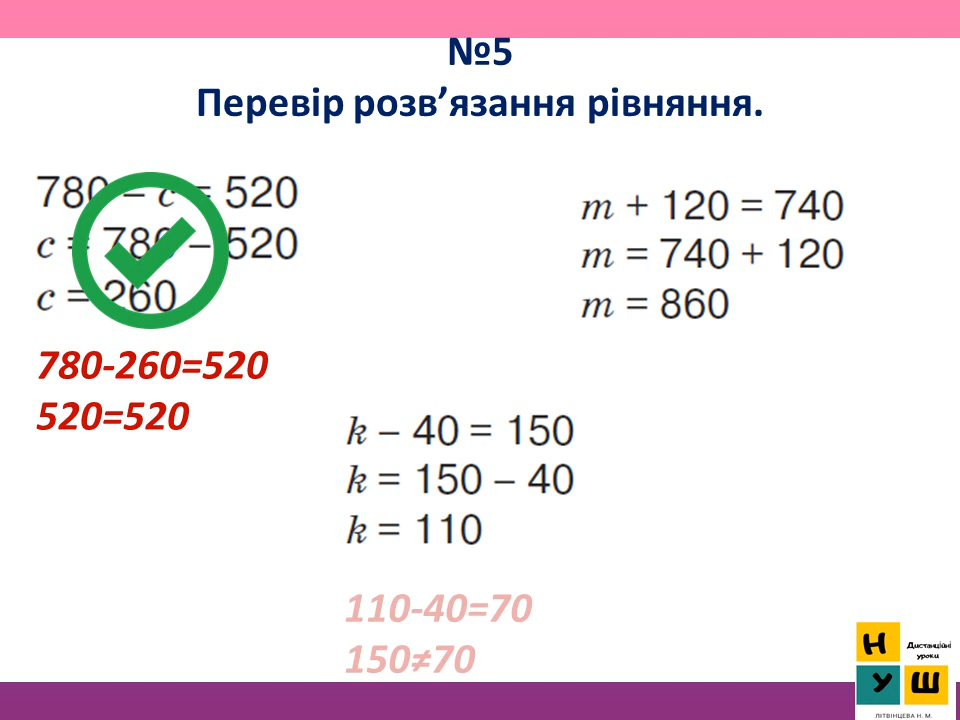 №5
Перевір розв’язання рівняння.
780 – c = 520
c = 780 – 520
c = 260
780-260=520
520=520
m + 120 = 740
m = 740 + 120
m = 860
k – 40 = 150
k = 150 – 40
k = 110
110-40=70
150≠70
Н
У Ш
Дистанційні
уроки
ЛІТВІНЦЕВА Н. М.